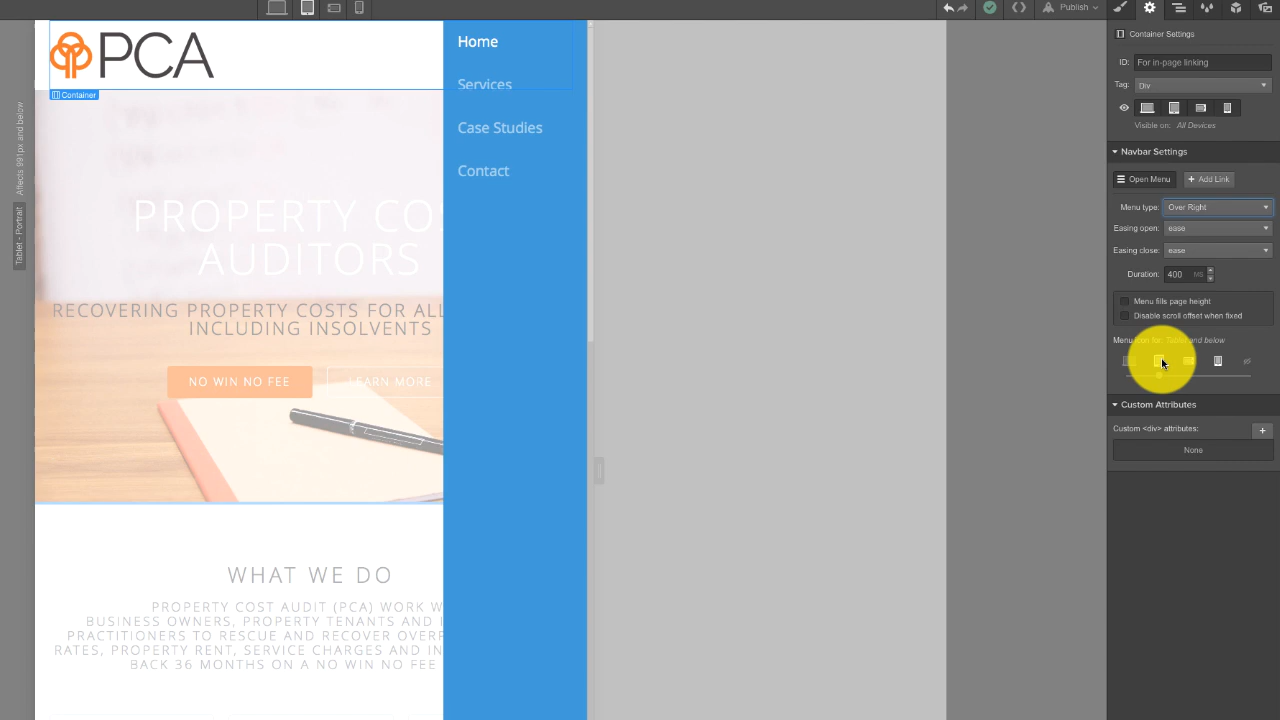 Publish
PCA
Container
Home
Services
Case Studies
Contact
Affects 991px and below
Tablet - Portrait
PROPERTY COS
AUDITORS
RECOVERING PROPERTY COSTS FOR ALL
INCLUDING INSOLVENTS
NO WIN NO FEE
LEARN MORE
WHAT WE DO
PROPERTY COST AUDIT (PCA) WORK W
BUSINESS OWNERS, PROPERTY TENANTS AND I
PRACTITIONERS TO RESCUE AND RECOVER OVERP
RATES, PROPERTY RENT, SERVICE CHARGES AND IN
BACK 36 MONTHS ON A NO WIN NO FEE
Container Settings
ID: For in-page linking
Tag: Div
Visible on: All Devices
Navbar Settings
Open Menu + Add Link
Menu type: Over Right
Easing open: ease
Easing close: ease
Duration: 400 MS
Menu fills page height
Disable scroll offset when fixed
Menu icon for: Tablet and below
Custom Attributes
Custom <div> attributes: +
None